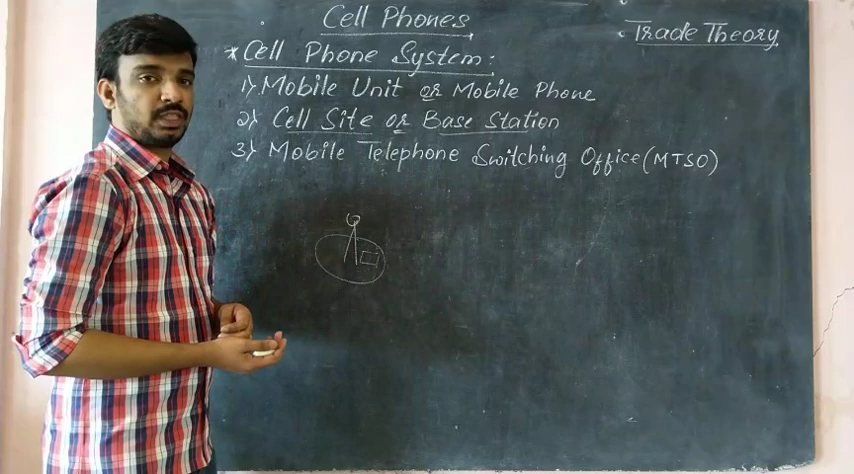 Cell Phones
• Trade Theory
* Cell Phone System:
1) Mobile Unit or Mobile Phone
2) Cell Site or Base Station
3) Mobile Telephone Switching Office (MTSO)